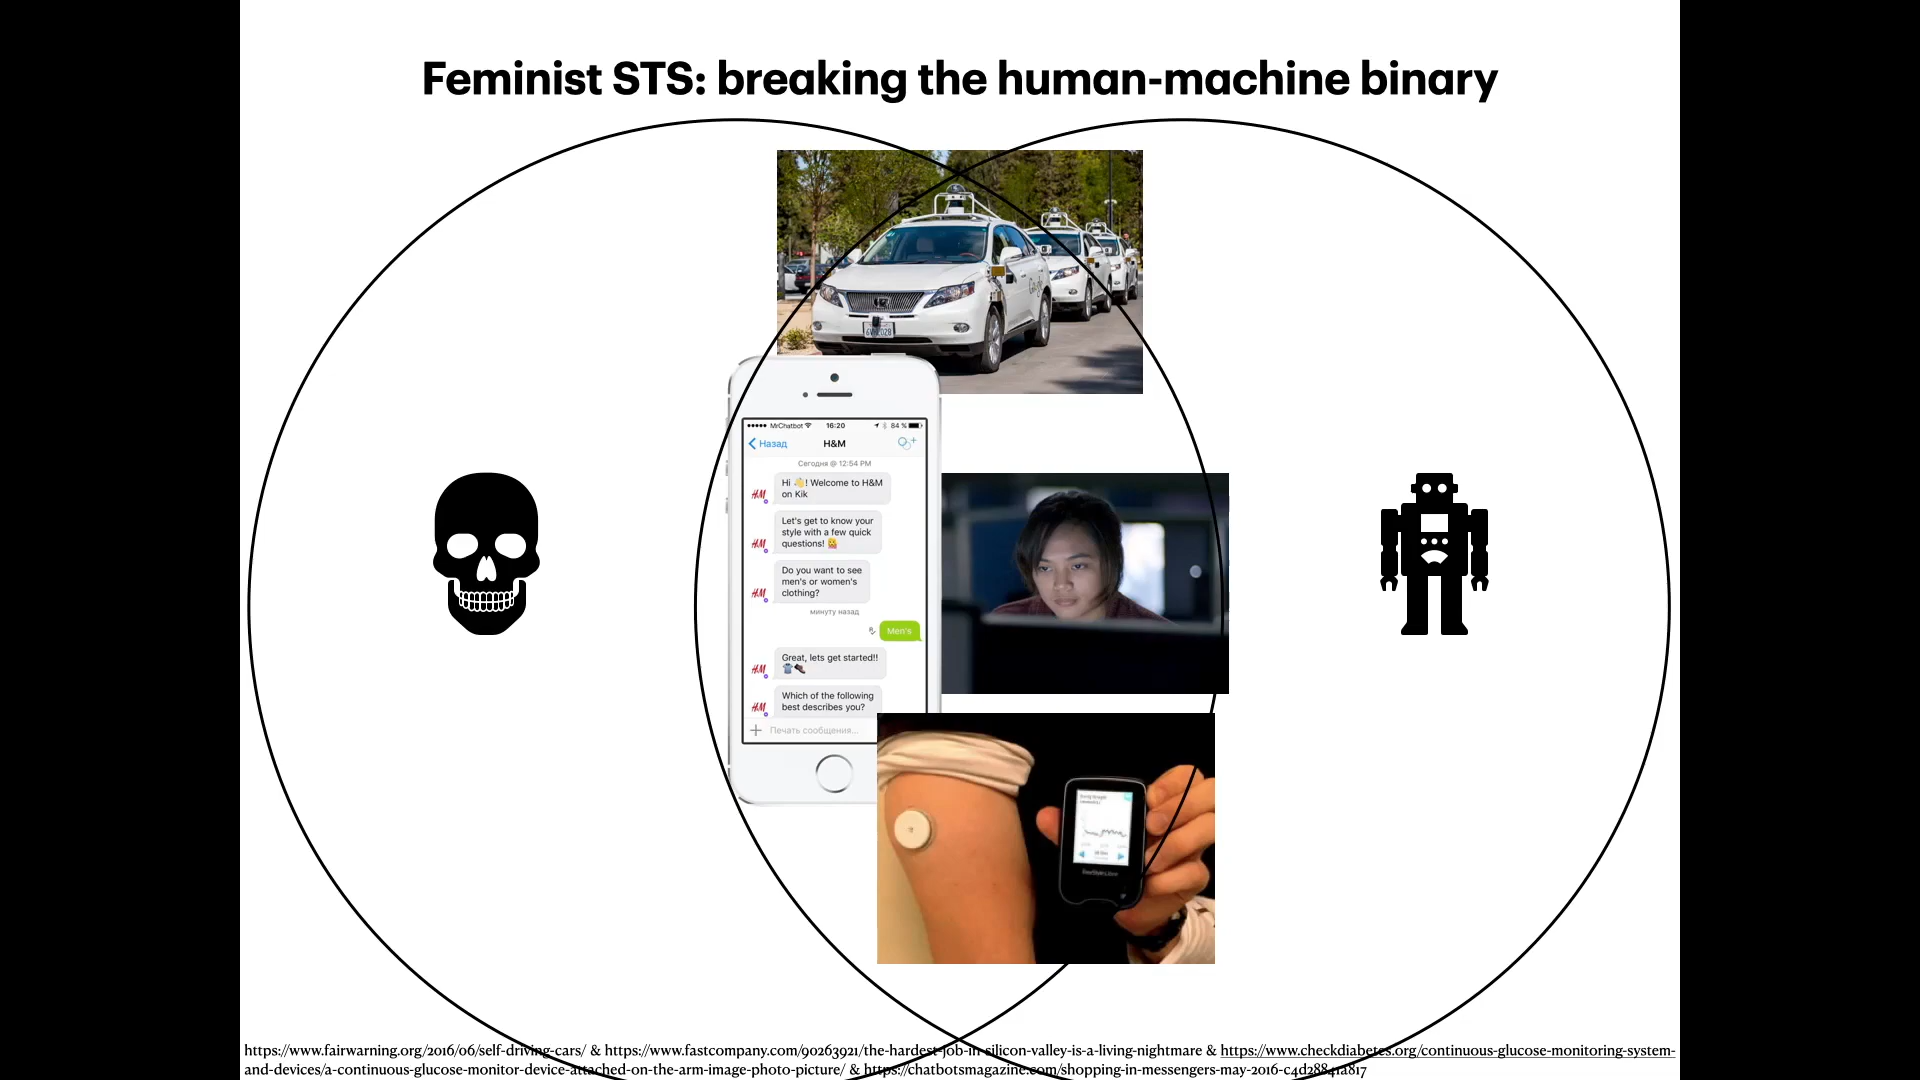 Feminist STS: breaking the human-machine binary
Google
MrChatbot 16:20 84 %
Назад H&M
Сегодня @ 12:54 PM
Hi 👋! Welcome to H&M
on Kik
H&M
Let's get to know your
style with a few quick
questions!
H&M
Do you want to see
men's or women's
clothing?
H&M
минуту назад
Men's
Great, lets get started!!
H&M
Which of the following
best describes you?
H&M
Печать сообщения...
FreeStyle Libre
https://www.fairwarning.org/2016/06/self-driving-cars/ & https://www.fastcompany.com/90263921/the-hardest-job-in-silicon-valley-is-a-living-nightmare & https://www.checkdiabetes.org/continuous-glucose-monitoring-system-
and-devices/a-continuous-glucose-monitor-device-attached-on-the-arm-image-photo-picture/ & https://chatbotsmagazine.com/shopping-in-messengers-may-2016-c4d28841a817